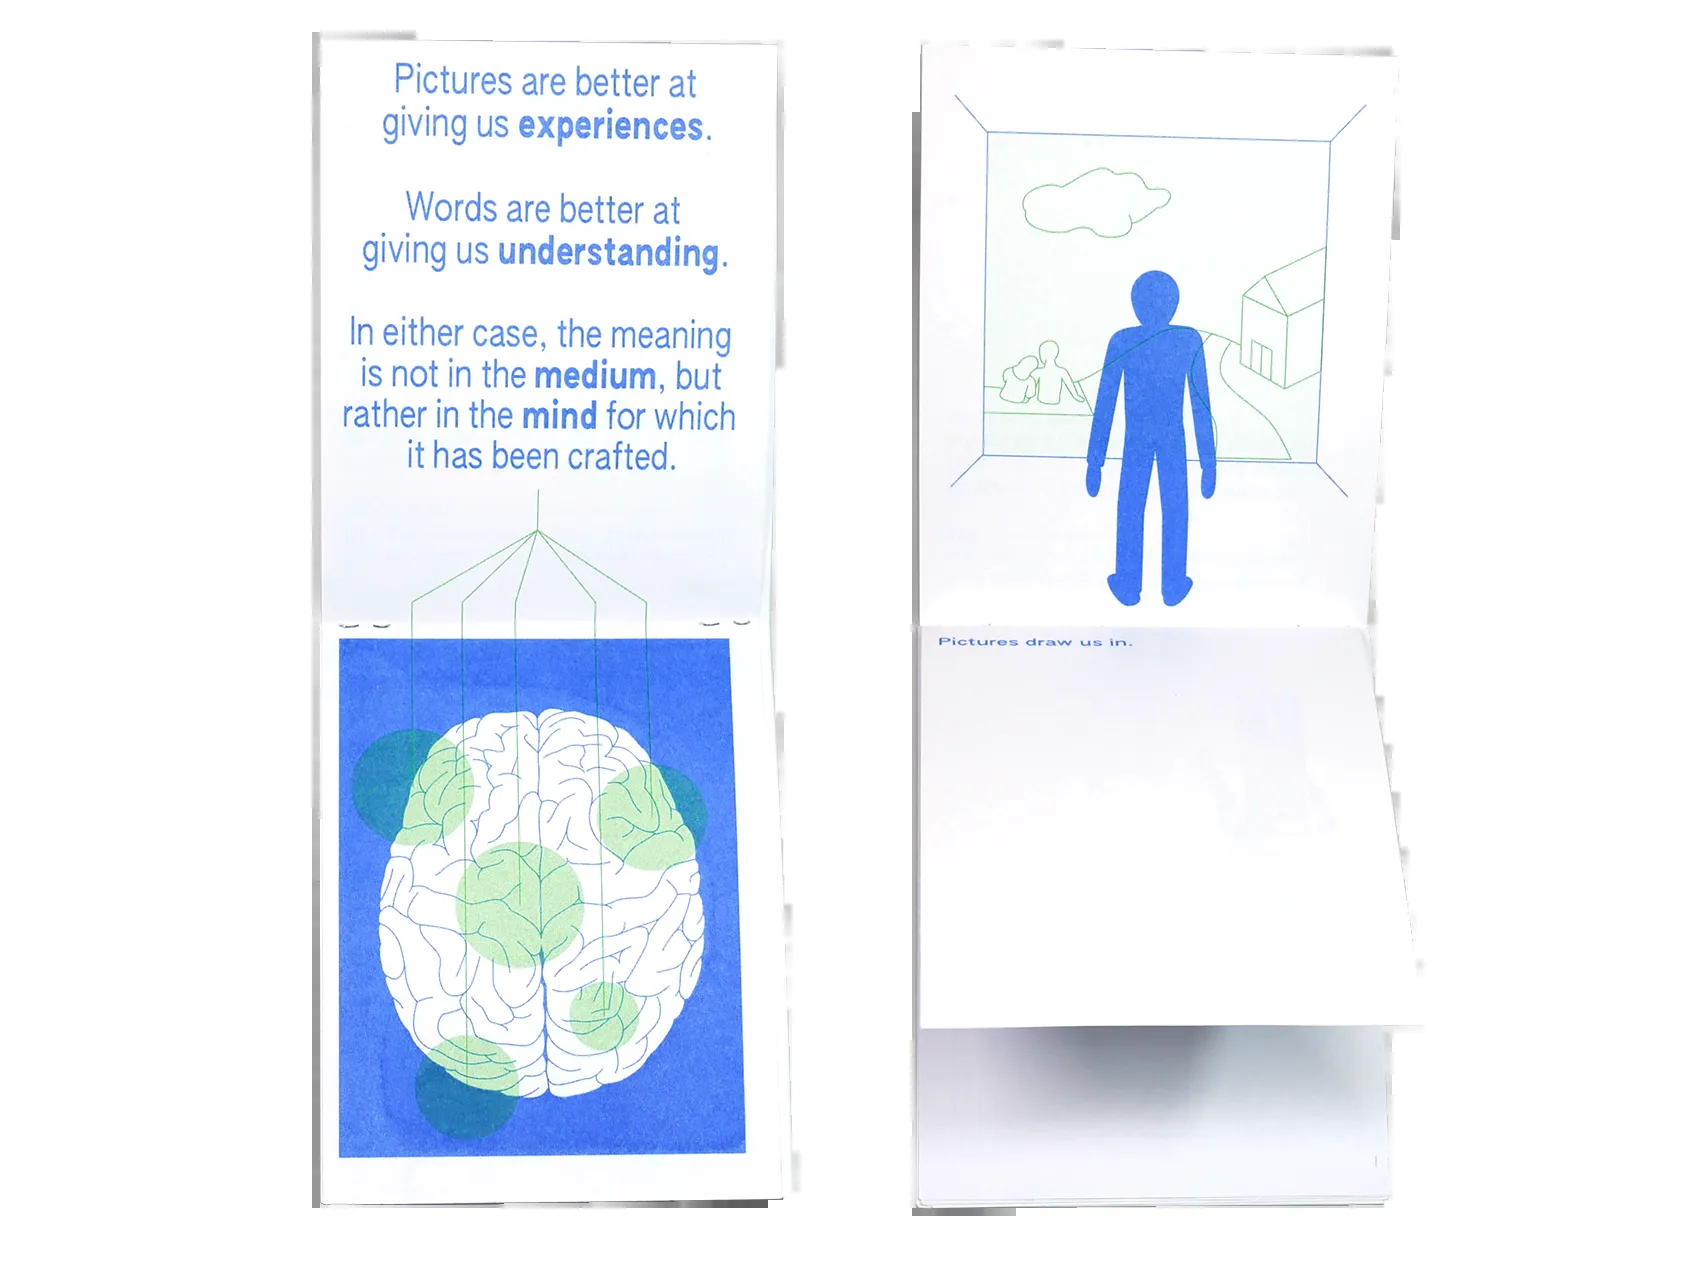 Pictures are better at
giving us experiences.
Words are better at
giving us understanding.
In either case, the meaning
is not in the medium, but
rather in the mind for which
it has been crafted.
Pictures draw us in.